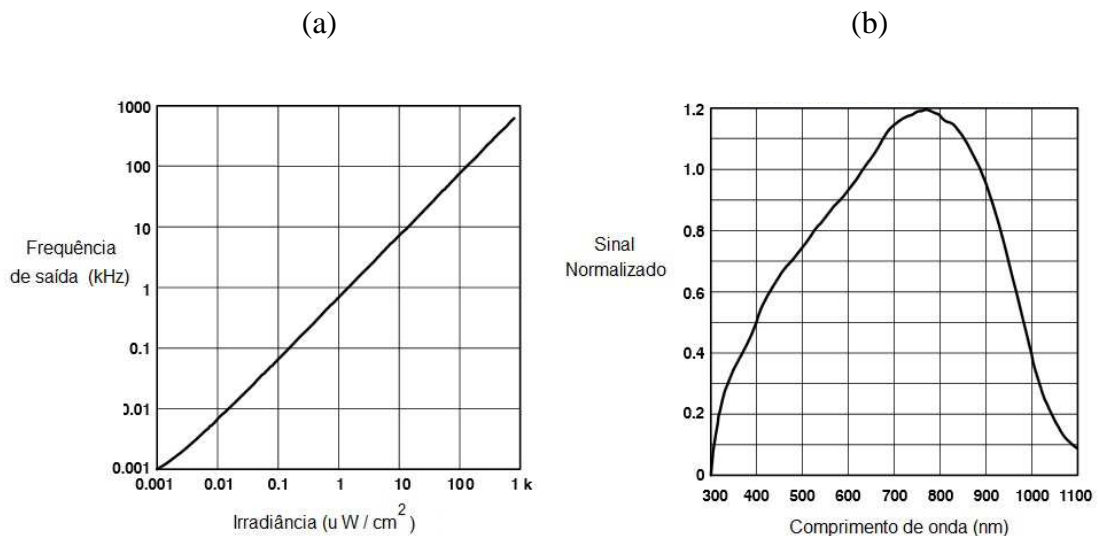 (a)
(b)
1000
100
10
1
0.1
0.01
0.001
Frequência
de saída (kHz)
0.001 0.01 0.1 1 10 100 1 k
Irradiância (u W / cm2)
1.2
1.0
0.8
0.6
0.4
0.2
0
Sinal
Normalizado
300 400 500 600 700 800 900 1000 1100
Comprimento de onda (nm)